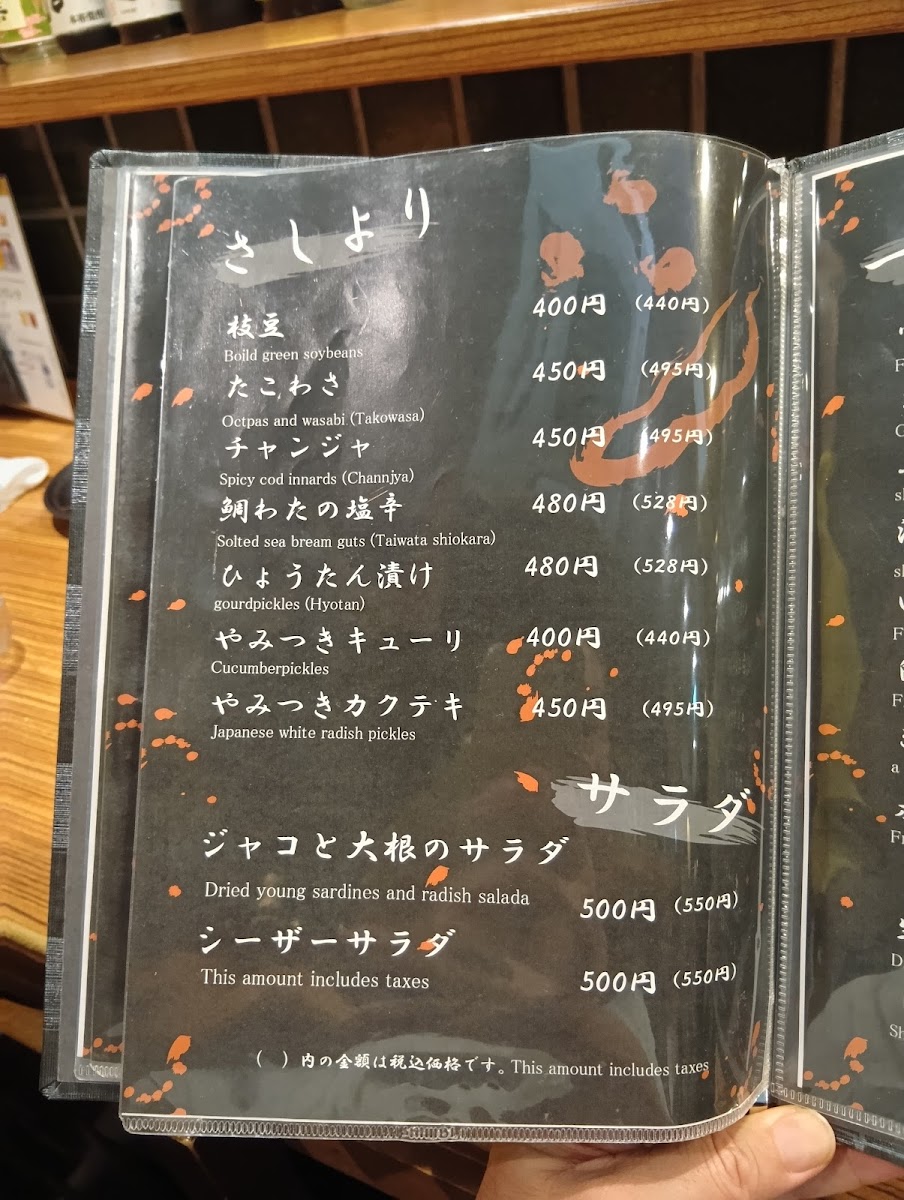 さしより
枝豆 400円 (440円)
Boild green soybeans
たこわさ 450円 (495円)
Octpas and wasabi (Takowasa)
チャンジャ 450円 (495円)
Spicy cod innards (Channjya)
鯛わたの塩辛 480円 (528円)
Solted sea bream guts (Taiwata shiokara)
ひょうたん漬け 480円 (528円)
gourdpickles (Hyotan)
やみつきキューリ 400円 (440円)
Cucumberpickles
やみつきカクテキ 450円 (495円)
Japanese white radish pickles
サラダ
ジャコと大根のサラダ
Dried young sardines and radish salada 500円 (550円)
シーザーサラダ
This amount includes taxes 500円 (550円)
( ) 内の金額は税込価格です。This amount includes taxes